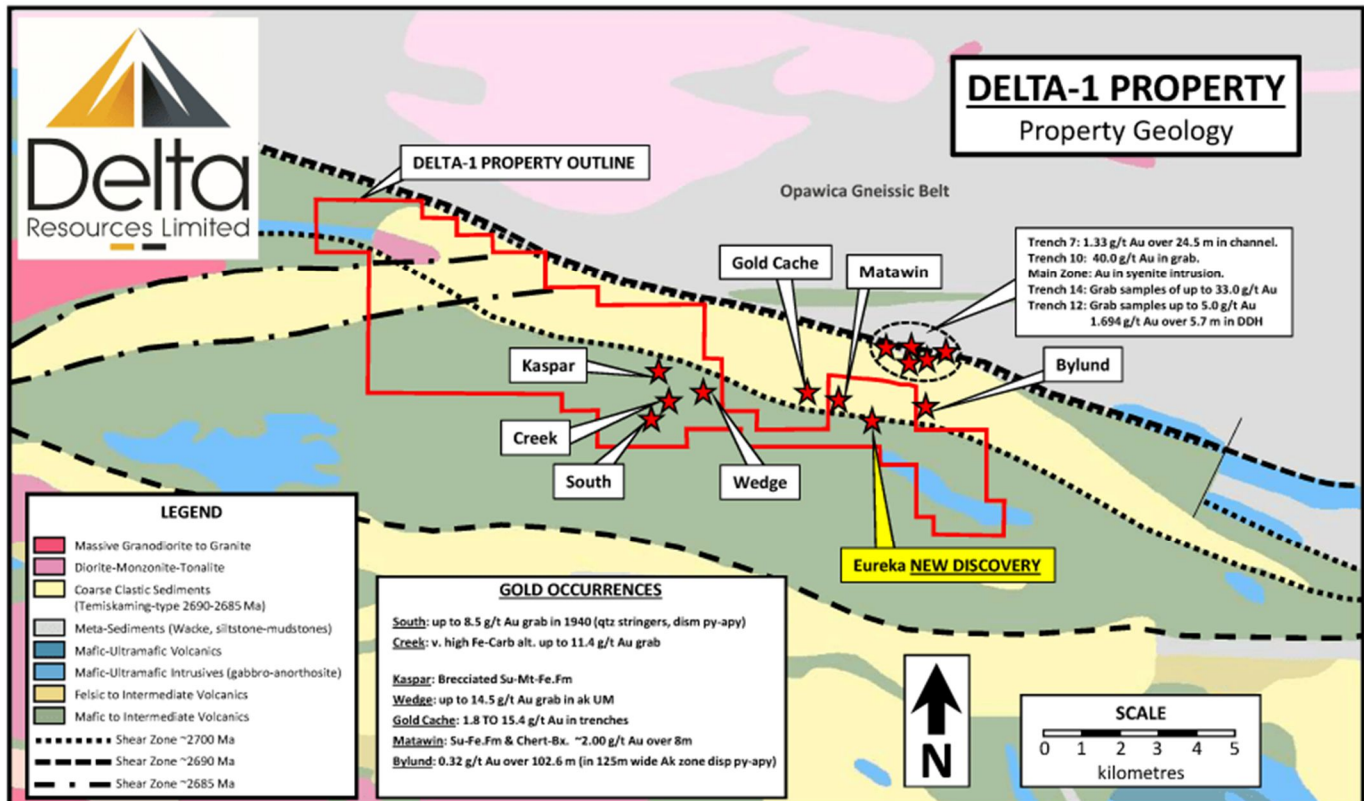 Delta
Resources Limited
DELTA-1 PROPERTY
Property Geology
DELTA-1 PROPERTY OUTLINE
Opawica Gneissic Belt
Trench 7: 1.33 g/t Au over 24.5 m in channel.
Trench 10: 40.0 g/t Au in grab.
Main Zone: Au in syenite intrusion.
Trench 14: Grab samples of up to 33.0 g/t Au
Trench 12: Grab samples up to 5.0 g/t Au
1.694 g/t Au over 5.7 m in DDH
Gold Cache
Matawin
Bylund
Kaspar
Creek
South
Wedge
Eureka NEW DISCOVERY
LEGEND
Massive Granodiorite to Granite
Diorite-Monzonite-Tonalite
Coarse Clastic Sediments
(Temiskaming-type 2690-2685 Ma)
Meta-Sediments (Wacke, siltstone-mudstones)
Mafic-Ultramafic Volcanics
Mafic-Ultramafic Intrusives (gabbro-anorthosite)
Felsic to Intermediate Volcanics
Mafic to Intermediate Volcanics
Shear Zone ~2700 Ma
Shear Zone ~2690 Ma
Shear Zone ~2685 Ma
GOLD OCCURRENCES
South: up to 8.5 g/t Au grab in 1940 (qtz stringers, dism py-apy)
Creek: v. high Fe-Carb alt. up to 11.4 g/t Au grab
Kaspar: Brecciated Su-Mt-Fe.Fm
Wedge: up to 14.5 g/t Au grab in ak UM
Gold Cache: 1.8 TO 15.4 g/t Au in trenches
Matawin: Su-Fe.Fm & Chert-Bx. ~2.00 g/t Au over 8m
Bylund: 0.32 g/t Au over 102.6 m (in 125m wide Ak zone disp py-apy)
N
SCALE
0 1 2 3 4 5
kilometres